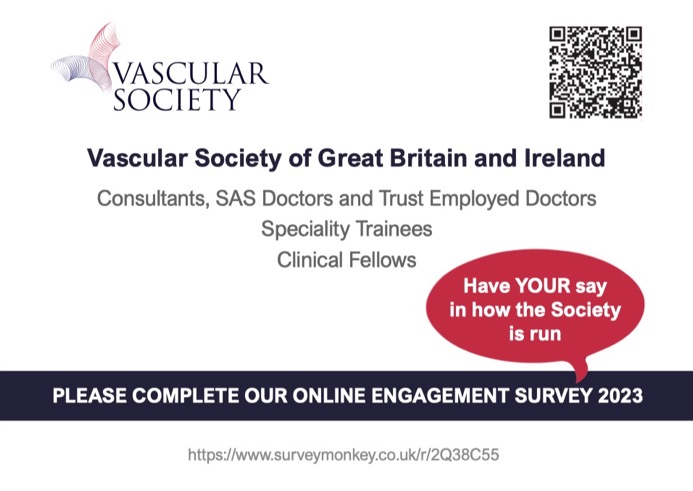 VASCULAR
SOCIETY
Vascular Society of Great Britain and Ireland
Consultants, SAS Doctors and Trust Employed Doctors
Speciality Trainees
Clinical Fellows
Have YOUR say
in how the Society
is run
PLEASE COMPLETE OUR ONLINE ENGAGEMENT SURVEY 2023
https://www.surveymonkey.co.uk/r/2Q38C55